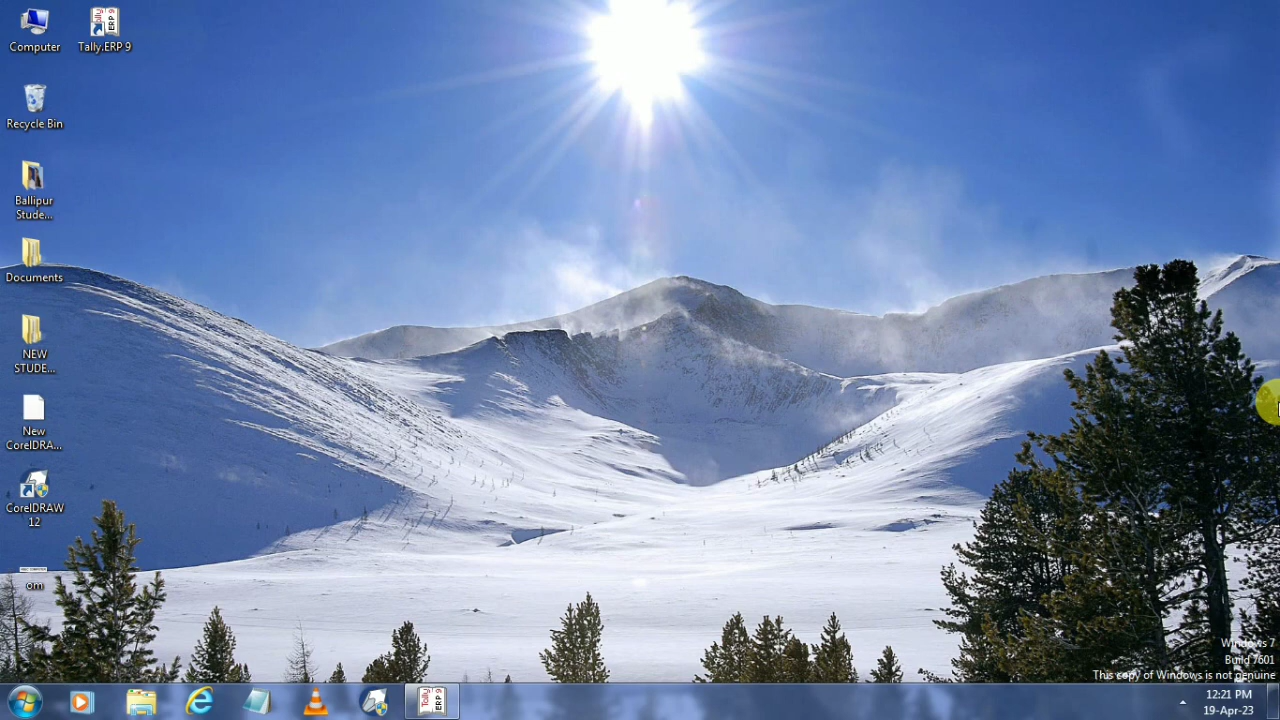 Computer
Tally.ERP 9
Recycle Bin
Ballipur
Stude...
Documents
NEW
STUDE...
New
CorelDRA...
CorelDRAW
12
om
Windows 7
Build 7601
This copy of Windows is not genuine
12:21 PM
19-Apr-23